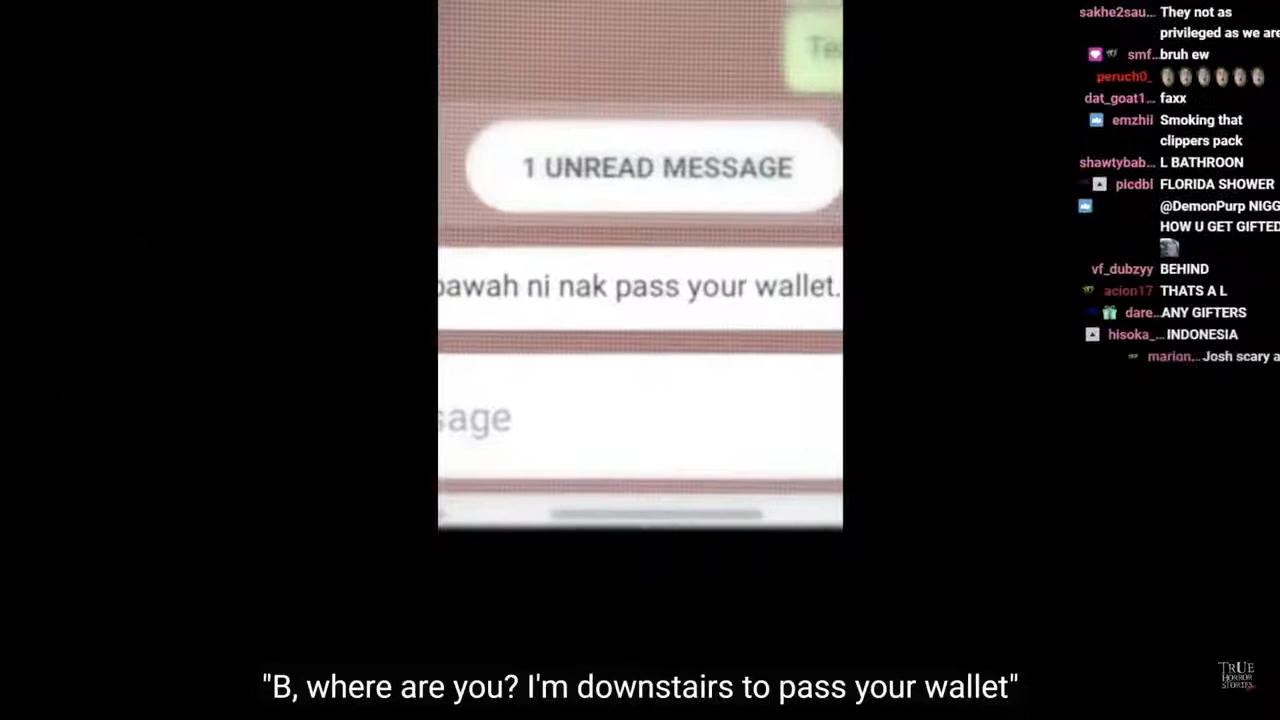 1 UNREAD MESSAGE
bawah ni nak pass your wallet.
sage
"B, where are you? I'm downstairs to pass your wallet"
sakhe2sau... They not as
privileged as we are
smf...bruh ew
peruch0_
dat_goat1... faxx
emzhii Smoking that
clippers pack
shawtybab... L BATHROON
picdbl FLORIDA SHOWER
@DemonPurp NIGG
HOW U GET GIFTED
vf_dubzyy BEHIND
acion17 THATS A L
dare...ANY GIFTERS
hisoka_...INDONESIA
marion...Josh scary a
TRUE
HORROR
STORIES